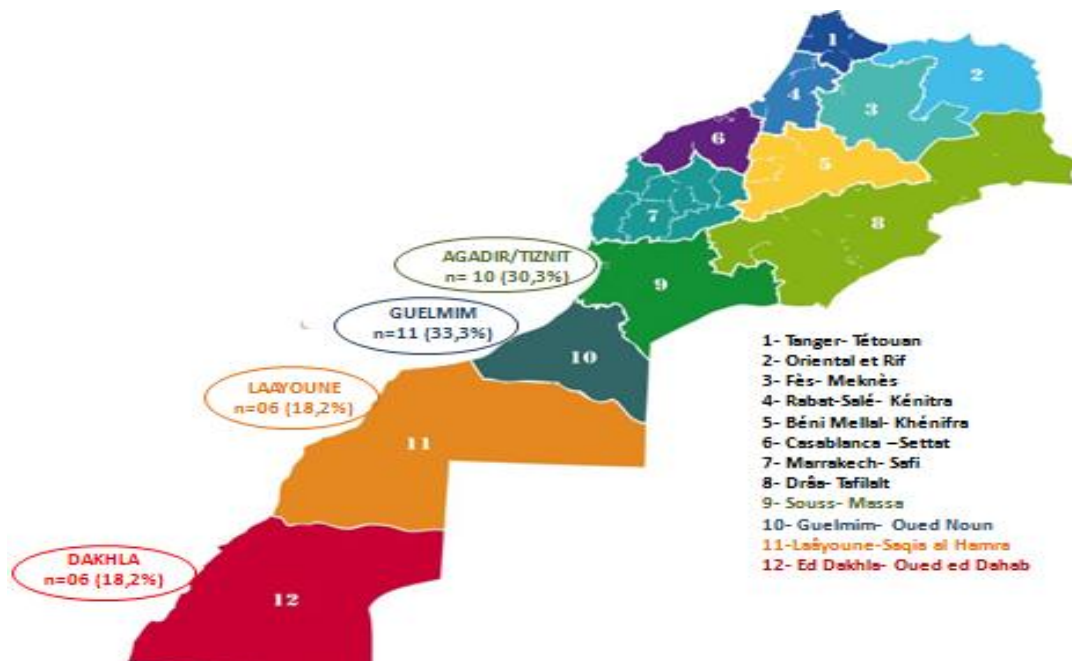 1
2
3
4
5
6
7
8
9
10
11
12
AGADIR/TIZNIT
n= 10 (30,3%)
GUELMIM
n=11 (33,3%)
LAAYOUNE
n=06 (18,2%)
DAKHLA
n=06 (18,2%)
1- Tanger- Tétouan
2- Oriental et Rif
3- Fès- Meknès
4- Rabat-Salé- Kénitra
5- Béni Mellal- Khénifra
6- Casablanca –Settat
7- Marrakech- Safi
8- Drâa- Tafilalt
9- Souss- Massa
10- Guelmim- Oued Noun
11-Laâyoune-Saqia al Hamra
12- Ed Dakhla- Oued ed Dahab